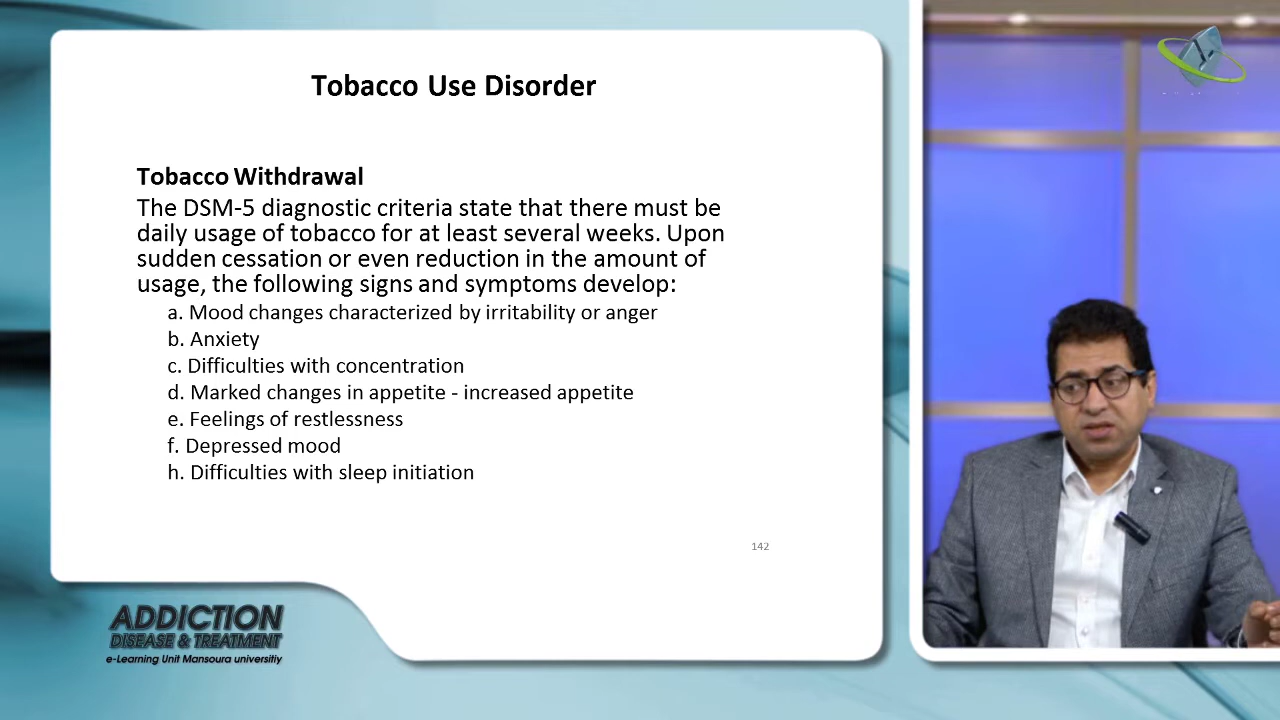 Tobacco Use Disorder
Tobacco Withdrawal
The DSM-5 diagnostic criteria state that there must be
daily usage of tobacco for at least several weeks. Upon
sudden cessation or even reduction in the amount of
usage, the following signs and symptoms develop:
a. Mood changes characterized by irritability or anger
b. Anxiety
c. Difficulties with concentration
d. Marked changes in appetite - increased appetite
e. Feelings of restlessness
f. Depressed mood
h. Difficulties with sleep initiation
142
ADDICTION
DISEASE & TREATMENT
e-Learning Unit Mansoura universitiy